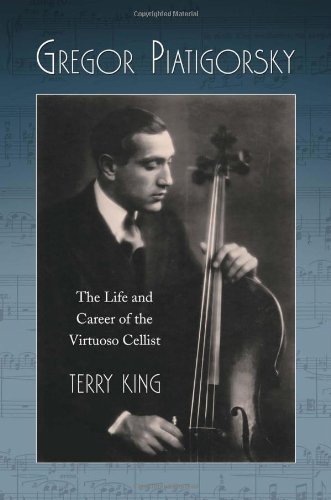 GREGOR PIATIGORSKY
The Life and
Career of the
Virtuoso Cellist
TERRY KING